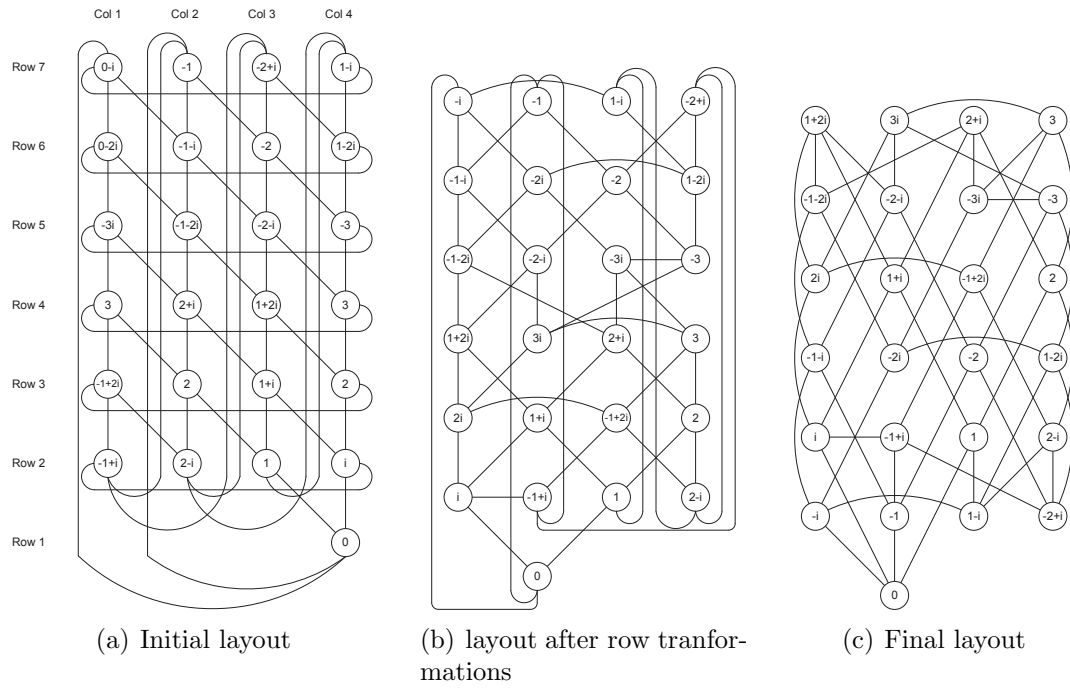 Col 1 Col 2 Col 3 Col 4
Row 7 0-i -1 -2+i 1-i
Row 6 0-2i -1-i -2 1-2i
Row 5 -3i -1-2i -2-i -3
Row 4 3 2+i 1+2i 3
Row 3 -1+2i 2 1+i 2
Row 2 -1+i 2-i 1 i
Row 1 0
(a) Initial layout
-i -1 1-i -2+i
-1-i -2i -2 1-2i
-1-2i -2-i -3i -3
1+2i 3i 2+i 3
2i 1+i -1+2i 2
i -1+i 1 2-i
0
(b) layout after row tranfor-
mations
1+2i 3i 2+i 3
-1-2i -2-i -3i -3
2i 1+i -1+2i 2
-1-i -2i -2 1-2i
i -1+i 1 2-i
-i -1 1-i -2+i
0
(c) Final layout